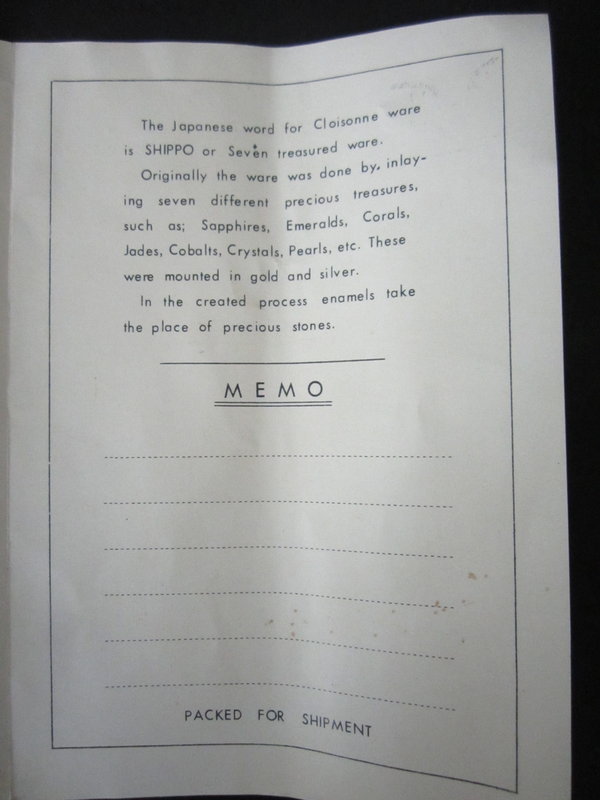 The Japanese word for Cloisonne ware
is SHIPPO or Seven treasured ware.
Originally the ware was done by, inlay-
ing seven different precious treasures,
such as; Sapphires, Emeralds, Corals,
Jades, Cobalts, Crystals, Pearls, etc. These
were mounted in gold and silver.
In the created process enamels take
the place of precious stones.
MEMO
PACKED FOR SHIPMENT